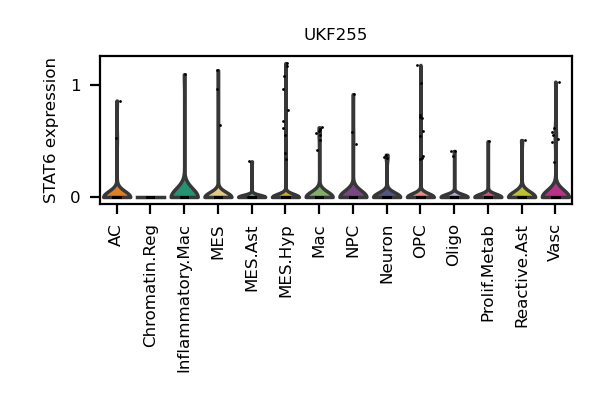 UKF255
STAT6 expression
1
0
AC
Chromatin.Reg
Inflammatory.Mac
MES
MES.Ast
MES.Hyp
Mac
NPC
Neuron
OPC
Oligo
Prolif.Metab
Reactive.Ast
Vasc